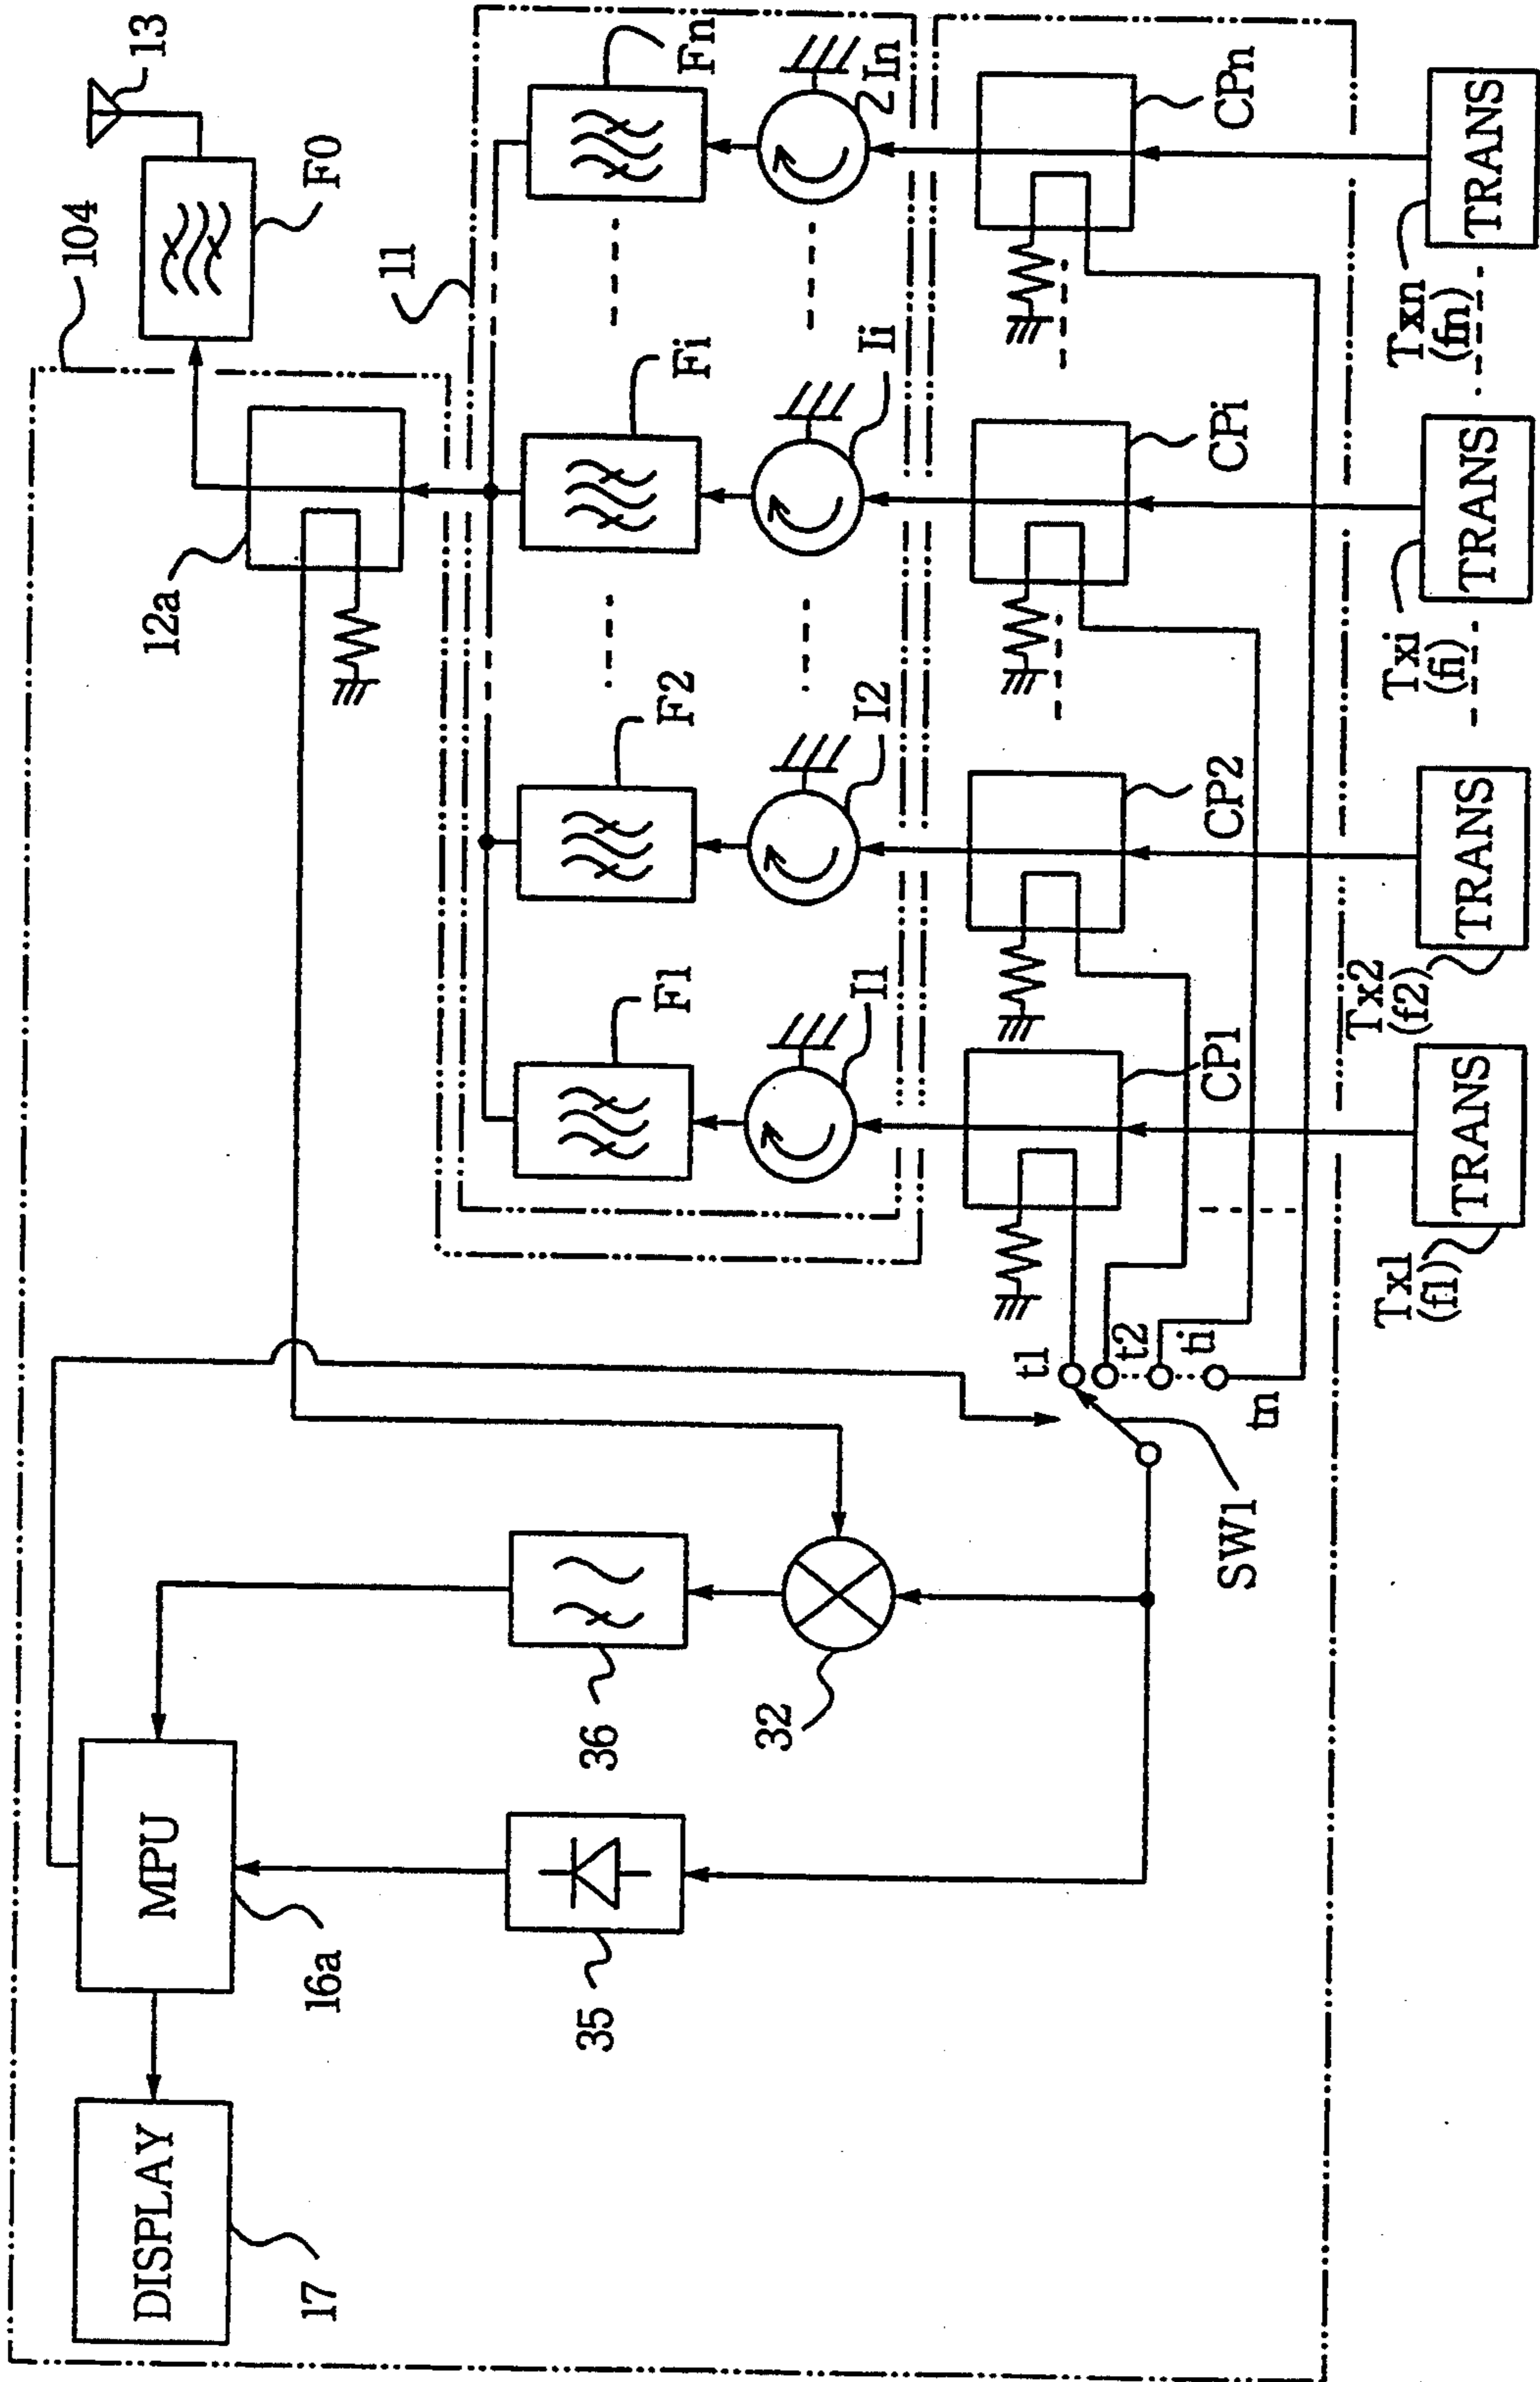 13
F0
104
12a
11
Fn
Fi
F2
F1
In
Ii
I2
I1
CPn
CPi
CP2
CP1
TRANS
Txn
(fn)
TRANS
Txi
(fi)
TRANS
Tx2
(f2)
TRANS
Tx1
(f1)
t1
t2
ti
tn
SW1
32
36
35
MPU
16a
DISPLAY
17